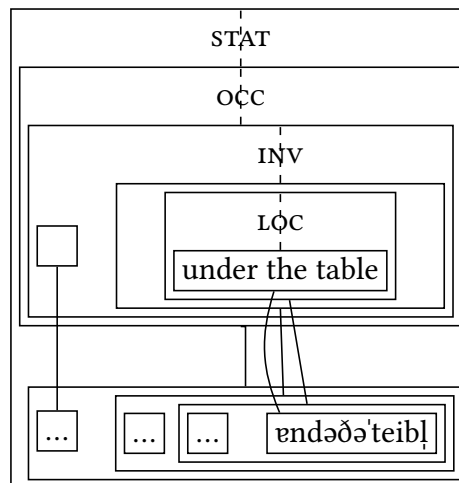 STAT
OCC
INV
LOC
under the table
... ... ... ɐndəðəˈteibl̩